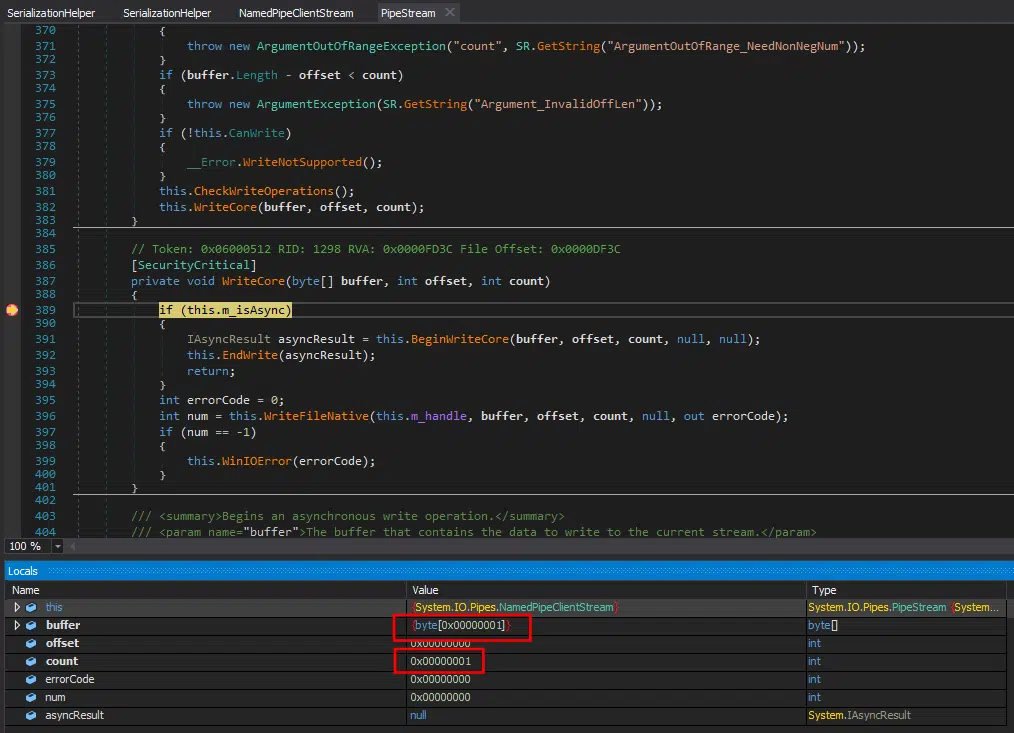 SerializationHelper SerializationHelper NamedPipeClientStream PipeStream
370 {
371 throw new ArgumentOutOfRangeException("count", SR.GetString("ArgumentOutOfRange_NeedNonNegNum"));
372 }
373 if (buffer.Length - offset < count)
374 {
375 throw new ArgumentException(SR.GetString("Argument_InvalidOffLen"));
376 }
377 if (!this.CanWrite)
378 {
379 __Error.WriteNotSupported();
380 }
381 this.CheckWriteOperations();
382 this.WriteCore(buffer, offset, count);
383 }
384
385 // Token: 0x06000512 RID: 1298 RVA: 0x0000FD3C File Offset: 0x0000DF3C
386 [SecurityCritical]
387 private void WriteCore(byte[] buffer, int offset, int count)
388 {
389 if (this.m_isAsync)
390 {
391 IAsyncResult asyncResult = this.BeginWriteCore(buffer, offset, count, null, null);
392 this.EndWrite(asyncResult);
393 return;
394 }
395 int errorCode = 0;
396 int num = this.WriteFileNative(this.m_handle, buffer, offset, count, null, out errorCode);
397 if (num == -1)
398 {
399 this.WinIOError(errorCode);
400 }
401 }
402
403 /// <summary>Begins an asynchronous write operation.</summary>
404 /// <param name="buffer">The buffer that contains the data to write to the current stream.</param>
100 %
Locals
Name Value Type
this {System.IO.Pipes.NamedPipeClientStream} System.IO.Pipes.PipeStream {System...
buffer {byte[0x00000001]} byte[]
offset 0x00000000 int
count 0x00000001 int
errorCode 0x00000000 int
num 0x00000000 int
asyncResult null System.IAsyncResult